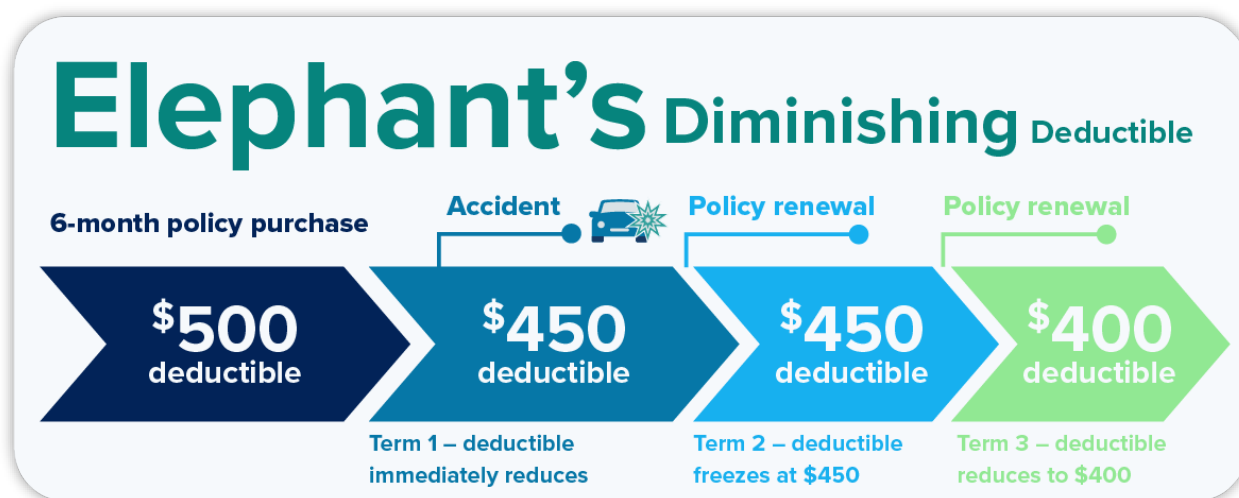 Elephant's Diminishing Deductible
6-month policy purchase
Accident
Policy renewal
Policy renewal
$500
deductible
$450
deductible
$450
deductible
$400
deductible
Term 1 – deductible
immediately reduces
Term 2 – deductible
freezes at $450
Term 3 – deductible
reduces to $400